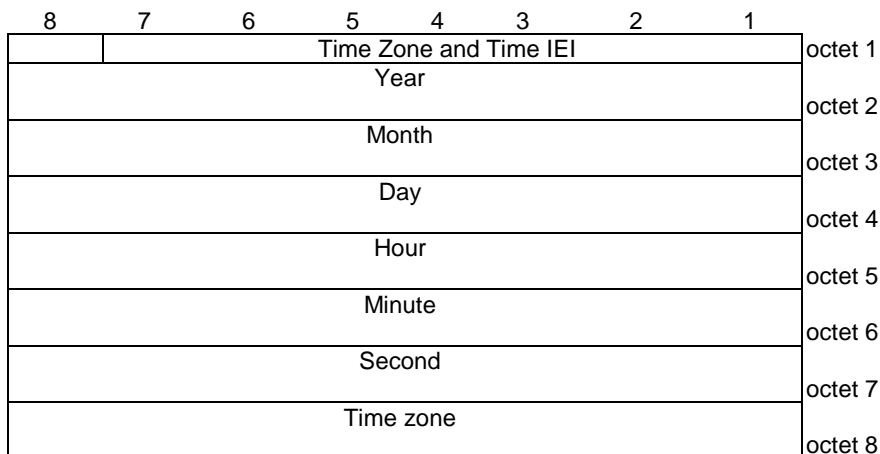 8 7 6 5 4 3 2 1
Time Zone and Time IEI octet 1
Year
octet 2
Month
octet 3
Day
octet 4
Hour
octet 5
Minute
octet 6
Second
octet 7
Time zone
octet 8